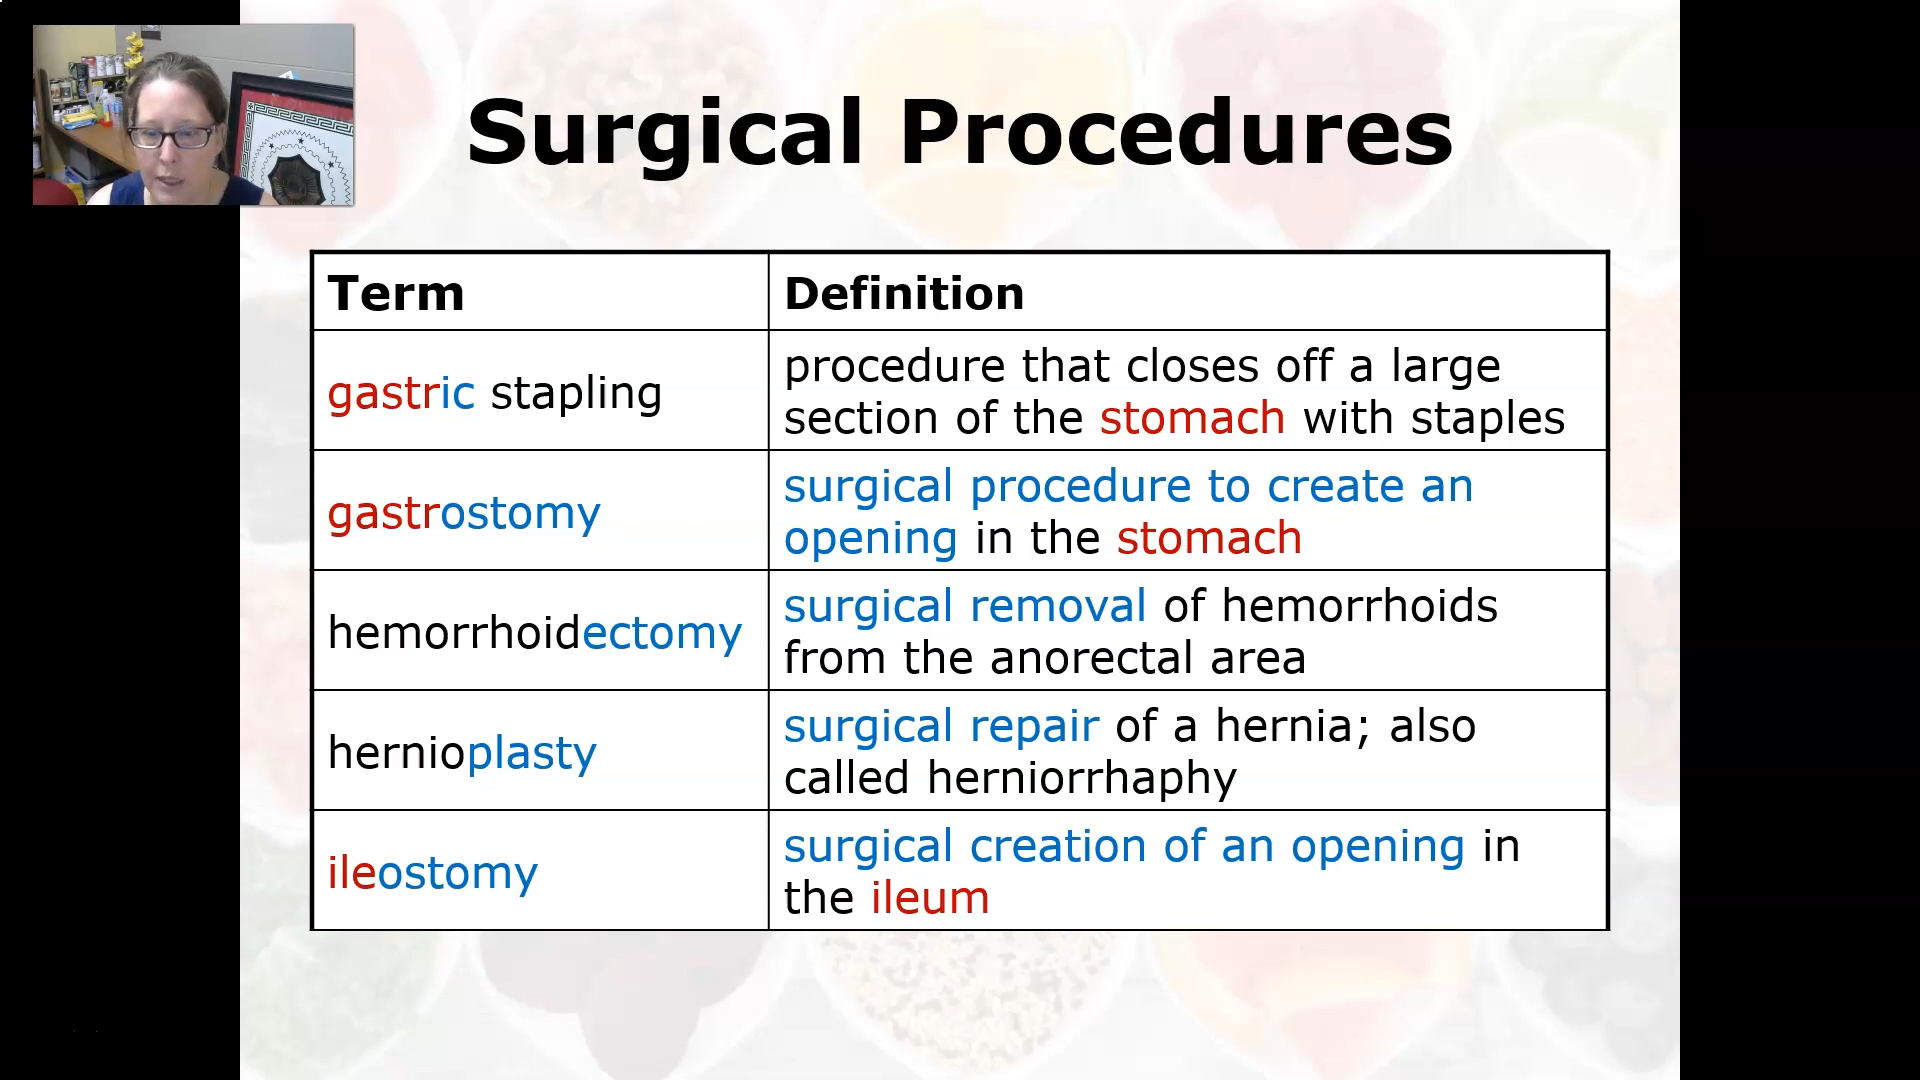 Surgical Procedures
Term
Definition
gastric stapling
procedure that closes off a large
section of the stomach with staples
gastrostomy
surgical procedure to create an
opening in the stomach
hemorrhoidectomy
surgical removal of hemorrhoids
from the anorectal area
hernioplasty
surgical repair of a hernia; also
called herniorrhaphy
ileostomy
surgical creation of an opening in
the ileum